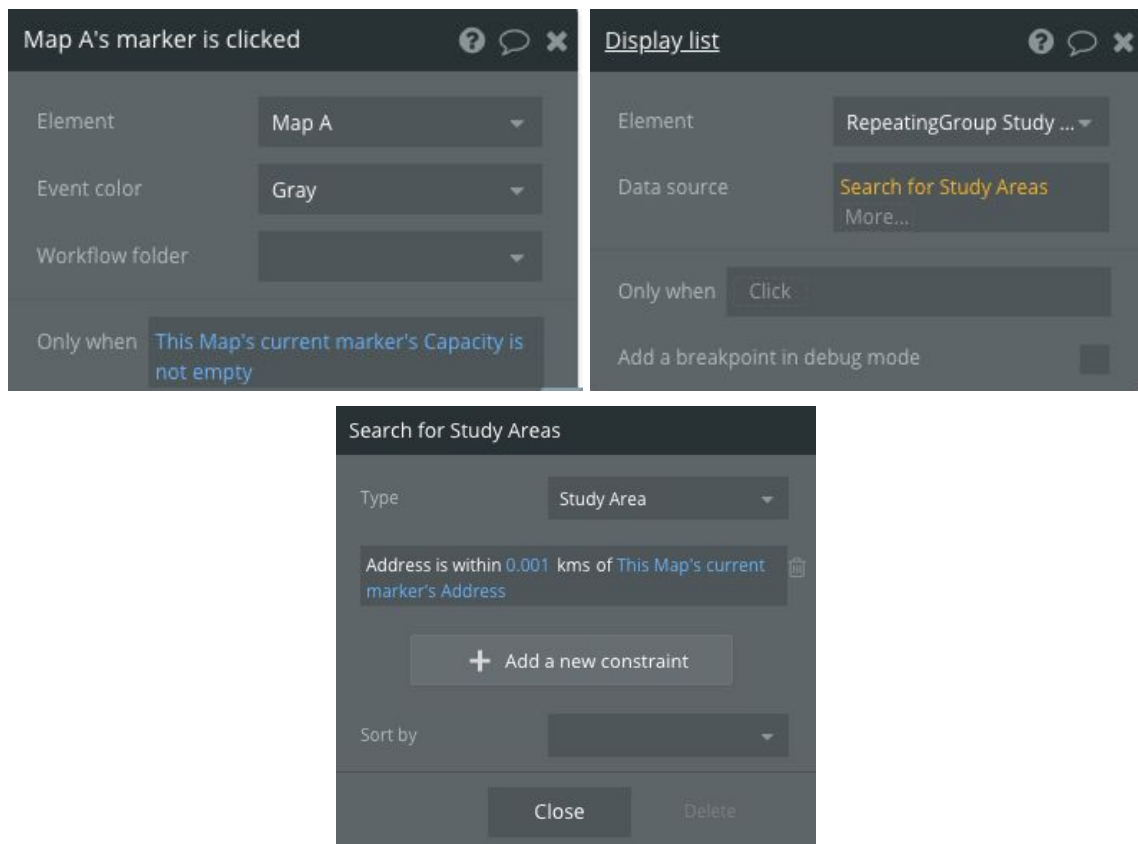 Map A's marker is clicked
Element
Map A
Event color
Gray
Workflow folder
Only when
This Map's current marker's Capacity is
not empty
Display list
Element
RepeatingGroup Study ...
Data source
Search for Study Areas
More...
Only when
Click
Add a breakpoint in debug mode
Search for Study Areas
Type
Study Area
Address is within 0.001 kms of This Map's current
marker's Address
Add a new constraint
Sort by
Close
Delete